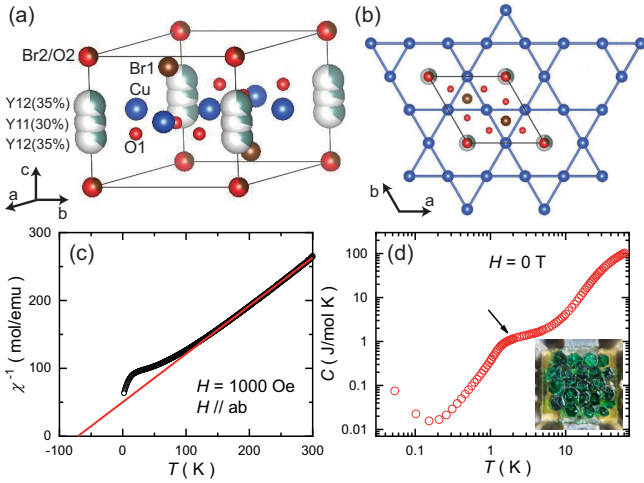 (a)
Br2/O2
Br1
Cu
Y12(35%)
Y11(30%)
Y12(35%)
O1
c
a
b
(b)
b
a
(c)
300
200
100
0
χ⁻¹ ( mol/emu )
H = 1000 Oe
H // ab
0 100 200 300
T ( K )
(d)
H = 0 T
100
10
1
0.1
0.01
C ( J/mol K )
0.1 1 10
T ( K )